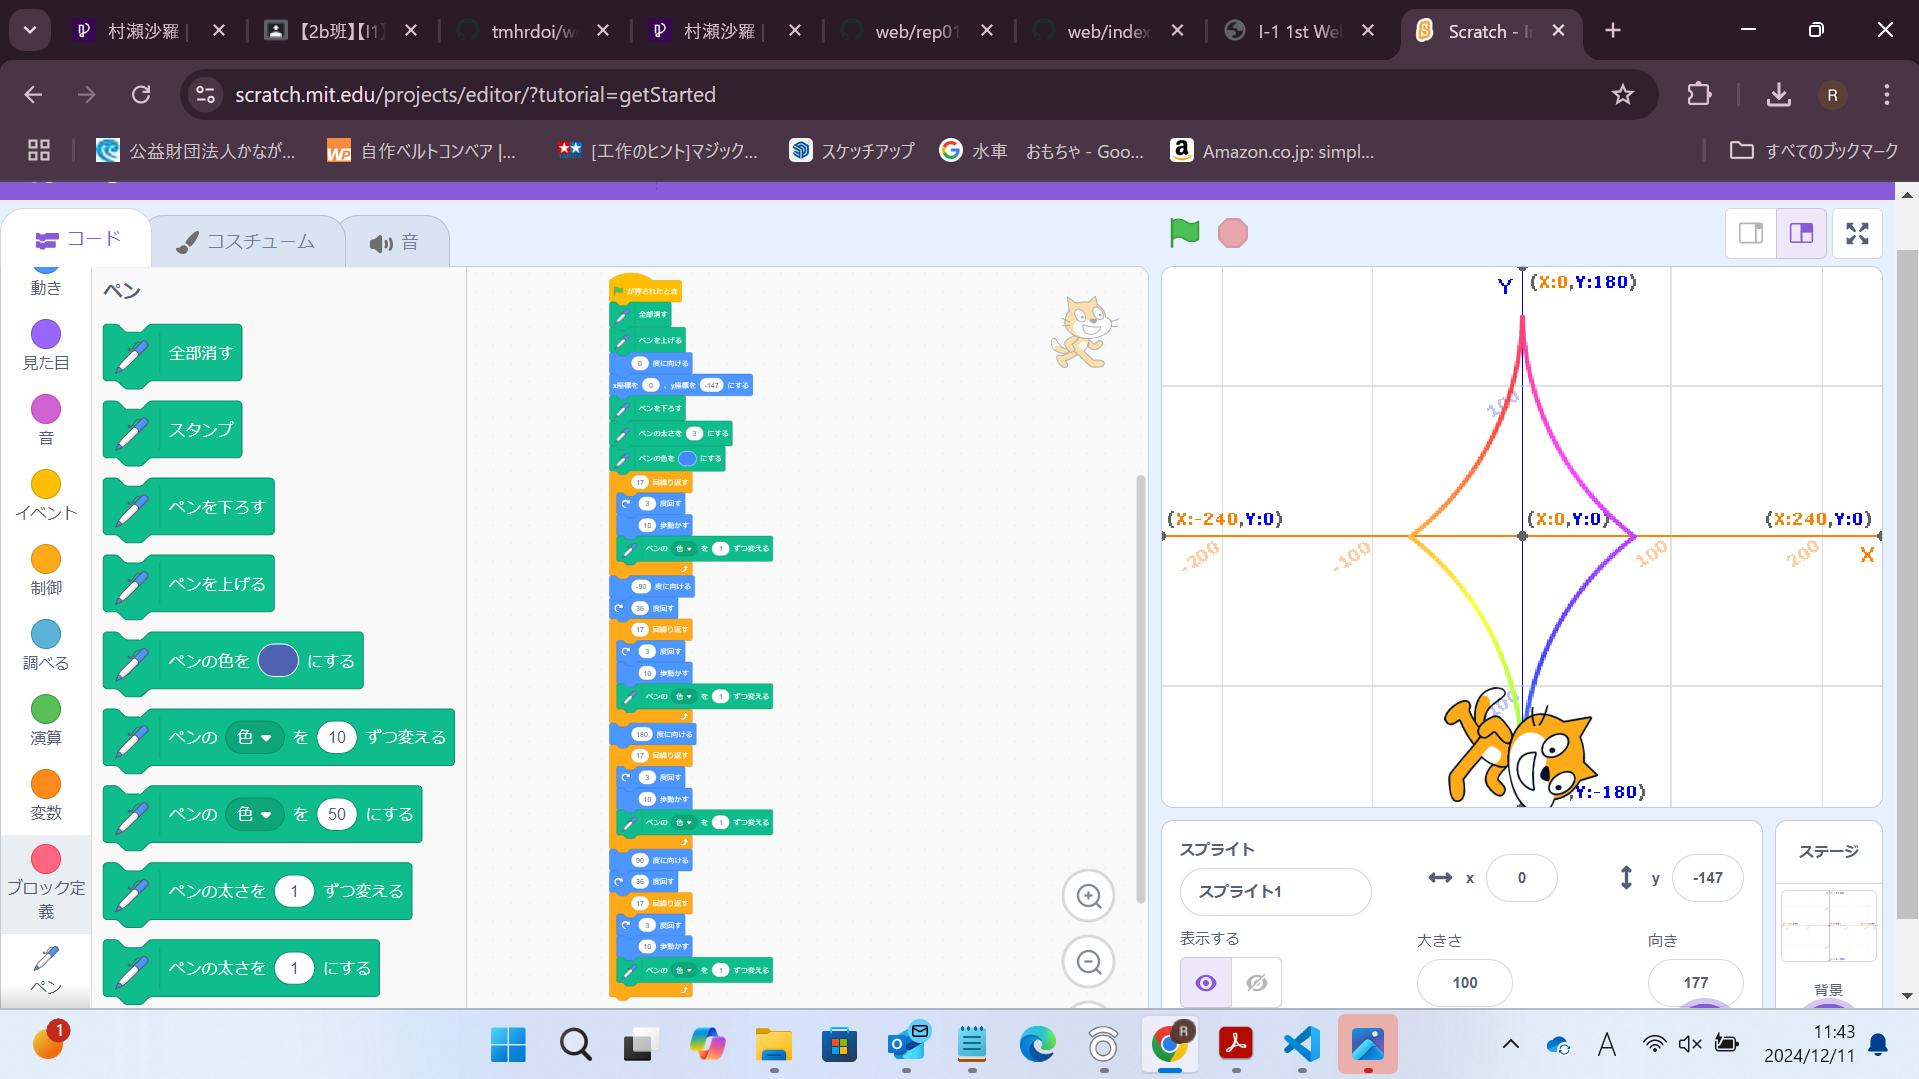 村瀬沙羅 |
【2b班】【I1】
tmhrdoi/w
村瀬沙羅 |
web/rep01
web/index
I-1 1st We
Scratch - I
scratch.mit.edu/projects/editor/?tutorial=getStarted
R
公益財団法人かなが...
WP
自作ベルトコンベア |...
[工作のヒント]マジック...
スケッチアップ
水車 おもちゃ - Goo...
Amazon.co.jp: simpl...
すべてのブックマーク
コード
コスチューム
音
動き
見た目
音
イベント
制御
調べる
演算
変数
ブロック定
義
ペン
ペン
全部消す
スタンプ
ペンを下ろす
ペンを上げる
ペンの色を にする
ペンの 色 を 10 ずつ変える
ペンの 色 を 50 にする
ペンの太さを 1 ずつ変える
ペンの太さを 1 にする
が押されたとき
全部消す
ペンを上げる
0 度に向ける
x座標を 0 、y座標を -147 にする
ペンを下ろす
ペンの太さを 3 にする
ペンの色を にする
17 回繰り返す
3 度回す
10 歩動かす
ペンの 色 を 1 ずつ変える
-90 度に向ける
36 度回す
17 回繰り返す
3 度回す
10 歩動かす
ペンの 色 を 1 ずつ変える
180 度に向ける
17 回繰り返す
3 度回す
10 歩動かす
ペンの 色 を 1 ずつ変える
90 度に向ける
36 度回す
17 回繰り返す
3 度回す
10 歩動かす
ペンの 色 を 1 ずつ変える
Y
(X:0,Y:180)
100
(X:-240,Y:0)
(X:0,Y:0)
(X:240,Y:0)
-200
-100
100
200
X
Y:-180)
スプライト
スプライト1
x
0
y
-147
表示する
大きさ
100
向き
177
ステージ
背景
1
R
A
11:43
2024/12/11